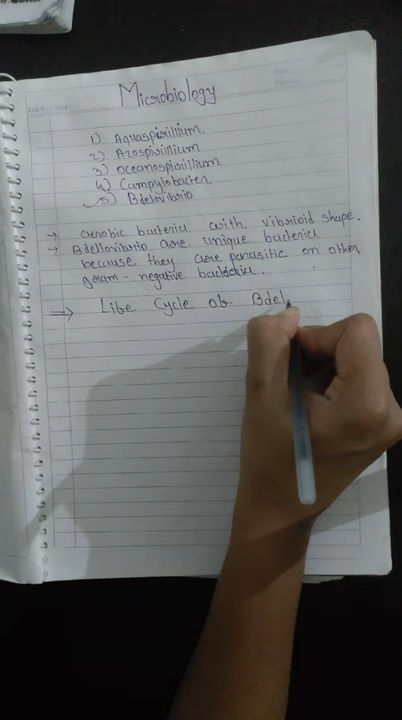 Microbiology
1) Aquaspirillium.
2) Azospirillium
3) Oceanospirillium
4) Campylobacter
5) Bdelovibrio
→ aerobic bacteria with vibrioid shape.
→ Bdellovibrio are unique bacteria
because they are parasitic on other
gram-negative bacteria.
⇒ Life Cycle of Bdel